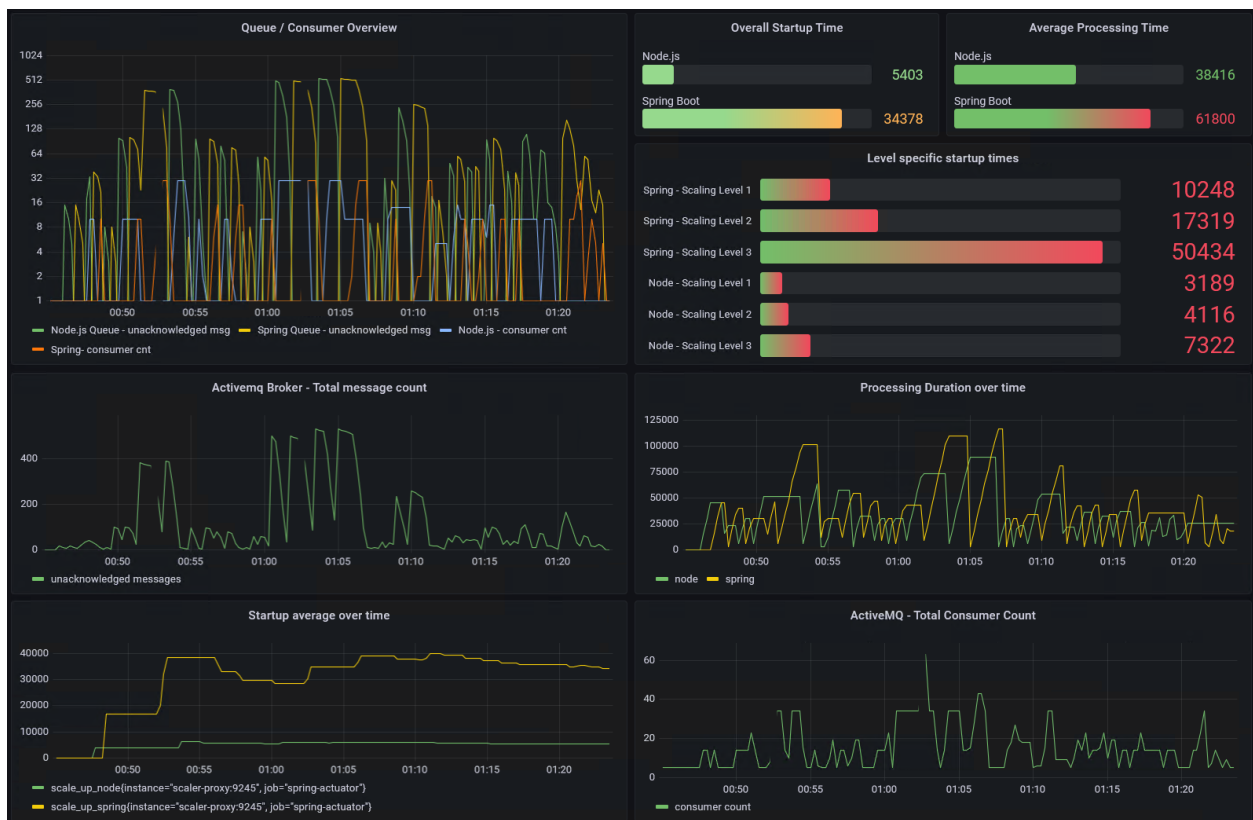 Queue / Consumer Overview
1024
512
256
128
64
32
16
8
4
2
1
00:50 00:55 01:00 01:05 01:10 01:15 01:20
Node.js Queue - unacknowledged msg Spring Queue - unacknowledged msg Node.js - consumer cnt
Spring- consumer cnt
Overall Startup Time
Node.js
5403
Spring Boot
34378
Average Processing Time
Node.js
38416
Spring Boot
61800
Level specific startup times
Spring - Scaling Level 1 10248
Spring - Scaling Level 2 17319
Spring - Scaling Level 3 50434
Node - Scaling Level 1 3189
Node - Scaling Level 2 4116
Node - Scaling Level 3 7322
Activemq Broker - Total message count
400
200
0
00:50 00:55 01:00 01:05 01:10 01:15 01:20
unacknowledged messages
Processing Duration over time
125000
100000
75000
50000
25000
0
00:50 00:55 01:00 01:05 01:10 01:15 01:20
node spring
Startup average over time
40000
30000
20000
10000
0
00:50 00:55 01:00 01:05 01:10 01:15 01:20
scale_up_node{instance="scaler-proxy:9245", job="spring-actuator"}
scale_up_spring{instance="scaler-proxy:9245", job="spring-actuator"}
ActiveMQ - Total Consumer Count
60
40
20
0
00:50 00:55 01:00 01:05 01:10 01:15 01:20
consumer count